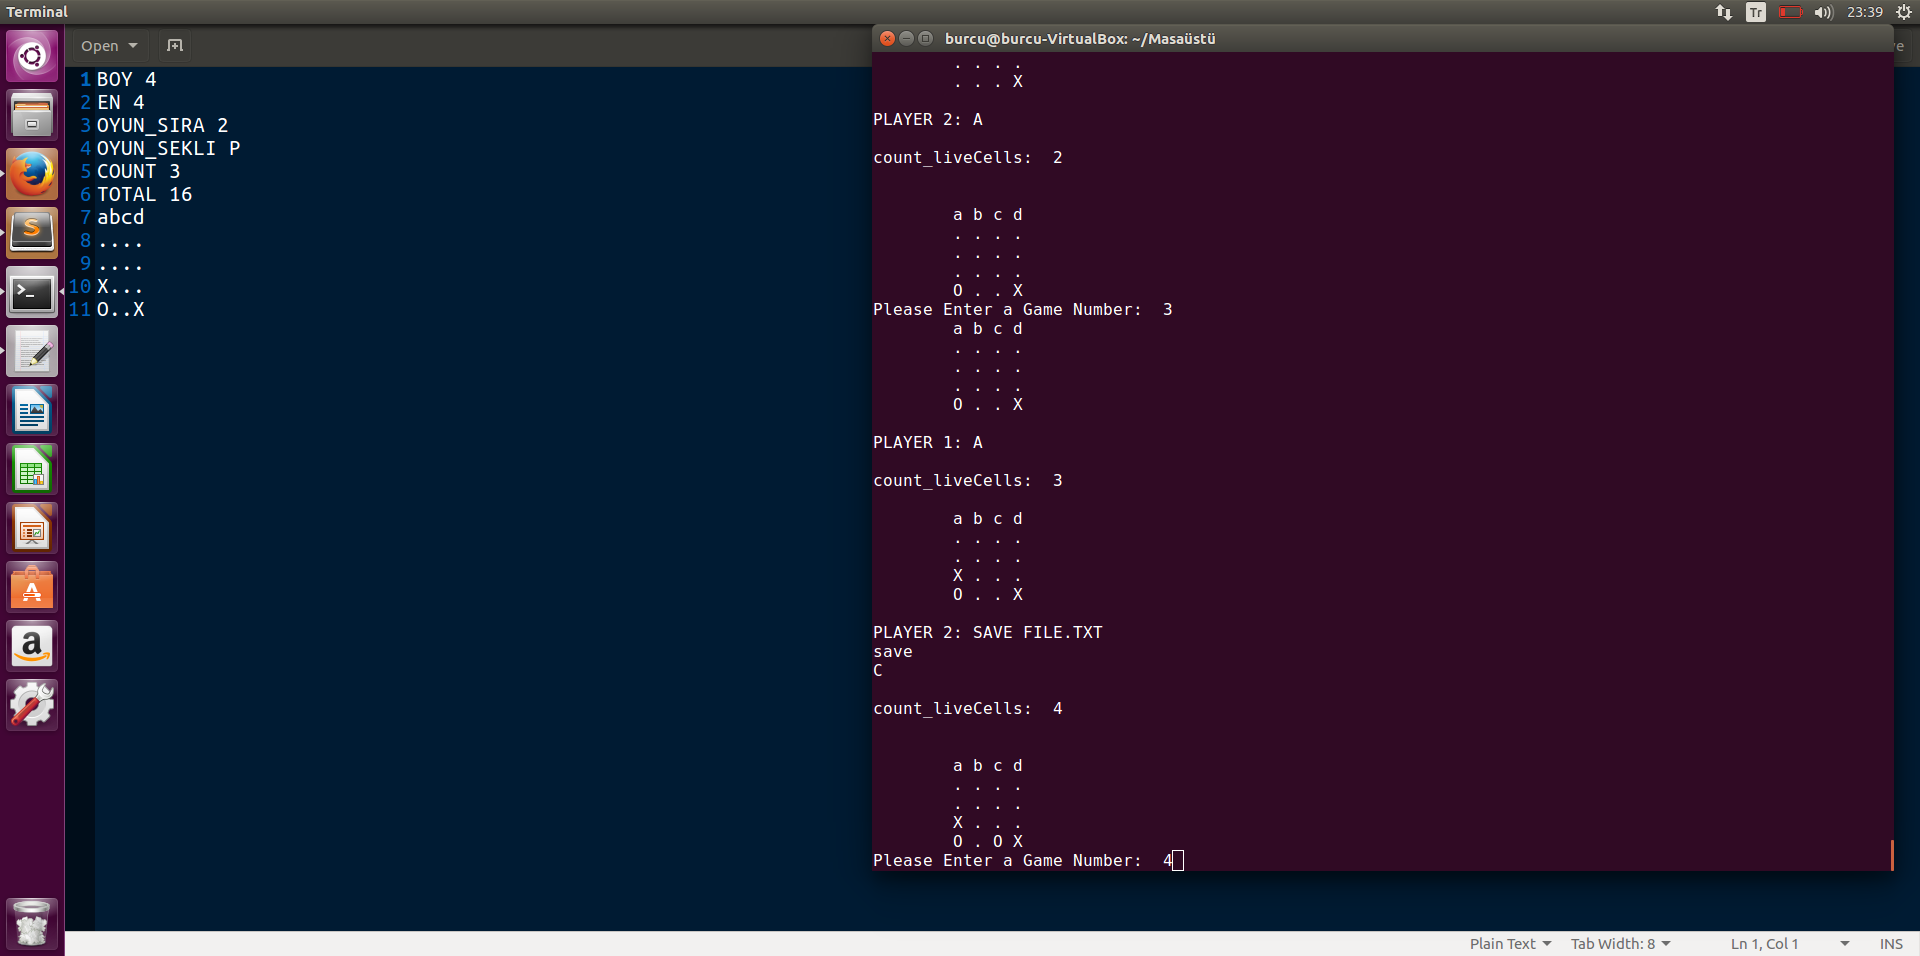 Terminal
Tr
23:39
Open
1 BOY 4
2 EN 4
3 OYUN_SIRA 2
4 OYUN_SEKLI P
5 COUNT 3
6 TOTAL 16
7 abcd
8 ....
9 ....
10 X...
11 O..X
burcu@burcu-VirtualBox: ~/Masaüstü
. . . .
. . . X
PLAYER 2: A
count_liveCells:  2
a b c d
. . . .
. . . .
. . . .
O . . X
Please Enter a Game Number:  3
a b c d
. . . .
. . . .
. . . .
O . . X
PLAYER 1: A
count_liveCells:  3
a b c d
. . . .
. . . .
X . . .
O . . X
PLAYER 2: SAVE FILE.TXT
save
C
count_liveCells:  4
a b c d
. . . .
. . . .
X . . .
O . O X
Please Enter a Game Number:  4
Plain Text
Tab Width: 8
Ln 1, Col 1
INS